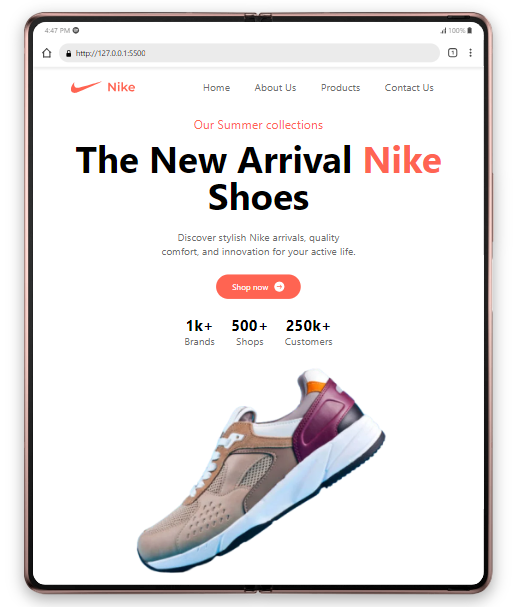 4:47 PM
100%
http://127.0.0.1:5500
1
Nike
Home About Us Products Contact Us
Our Summer collections
The New Arrival Nike
Shoes
Discover stylish Nike arrivals, quality
comfort, and innovation for your active life.
Shop now
1k+ 500+ 250k+
Brands Shops Customers